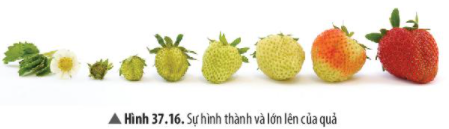 ▲ Hình 37.16. Sự hình thành và lớn lên của quả